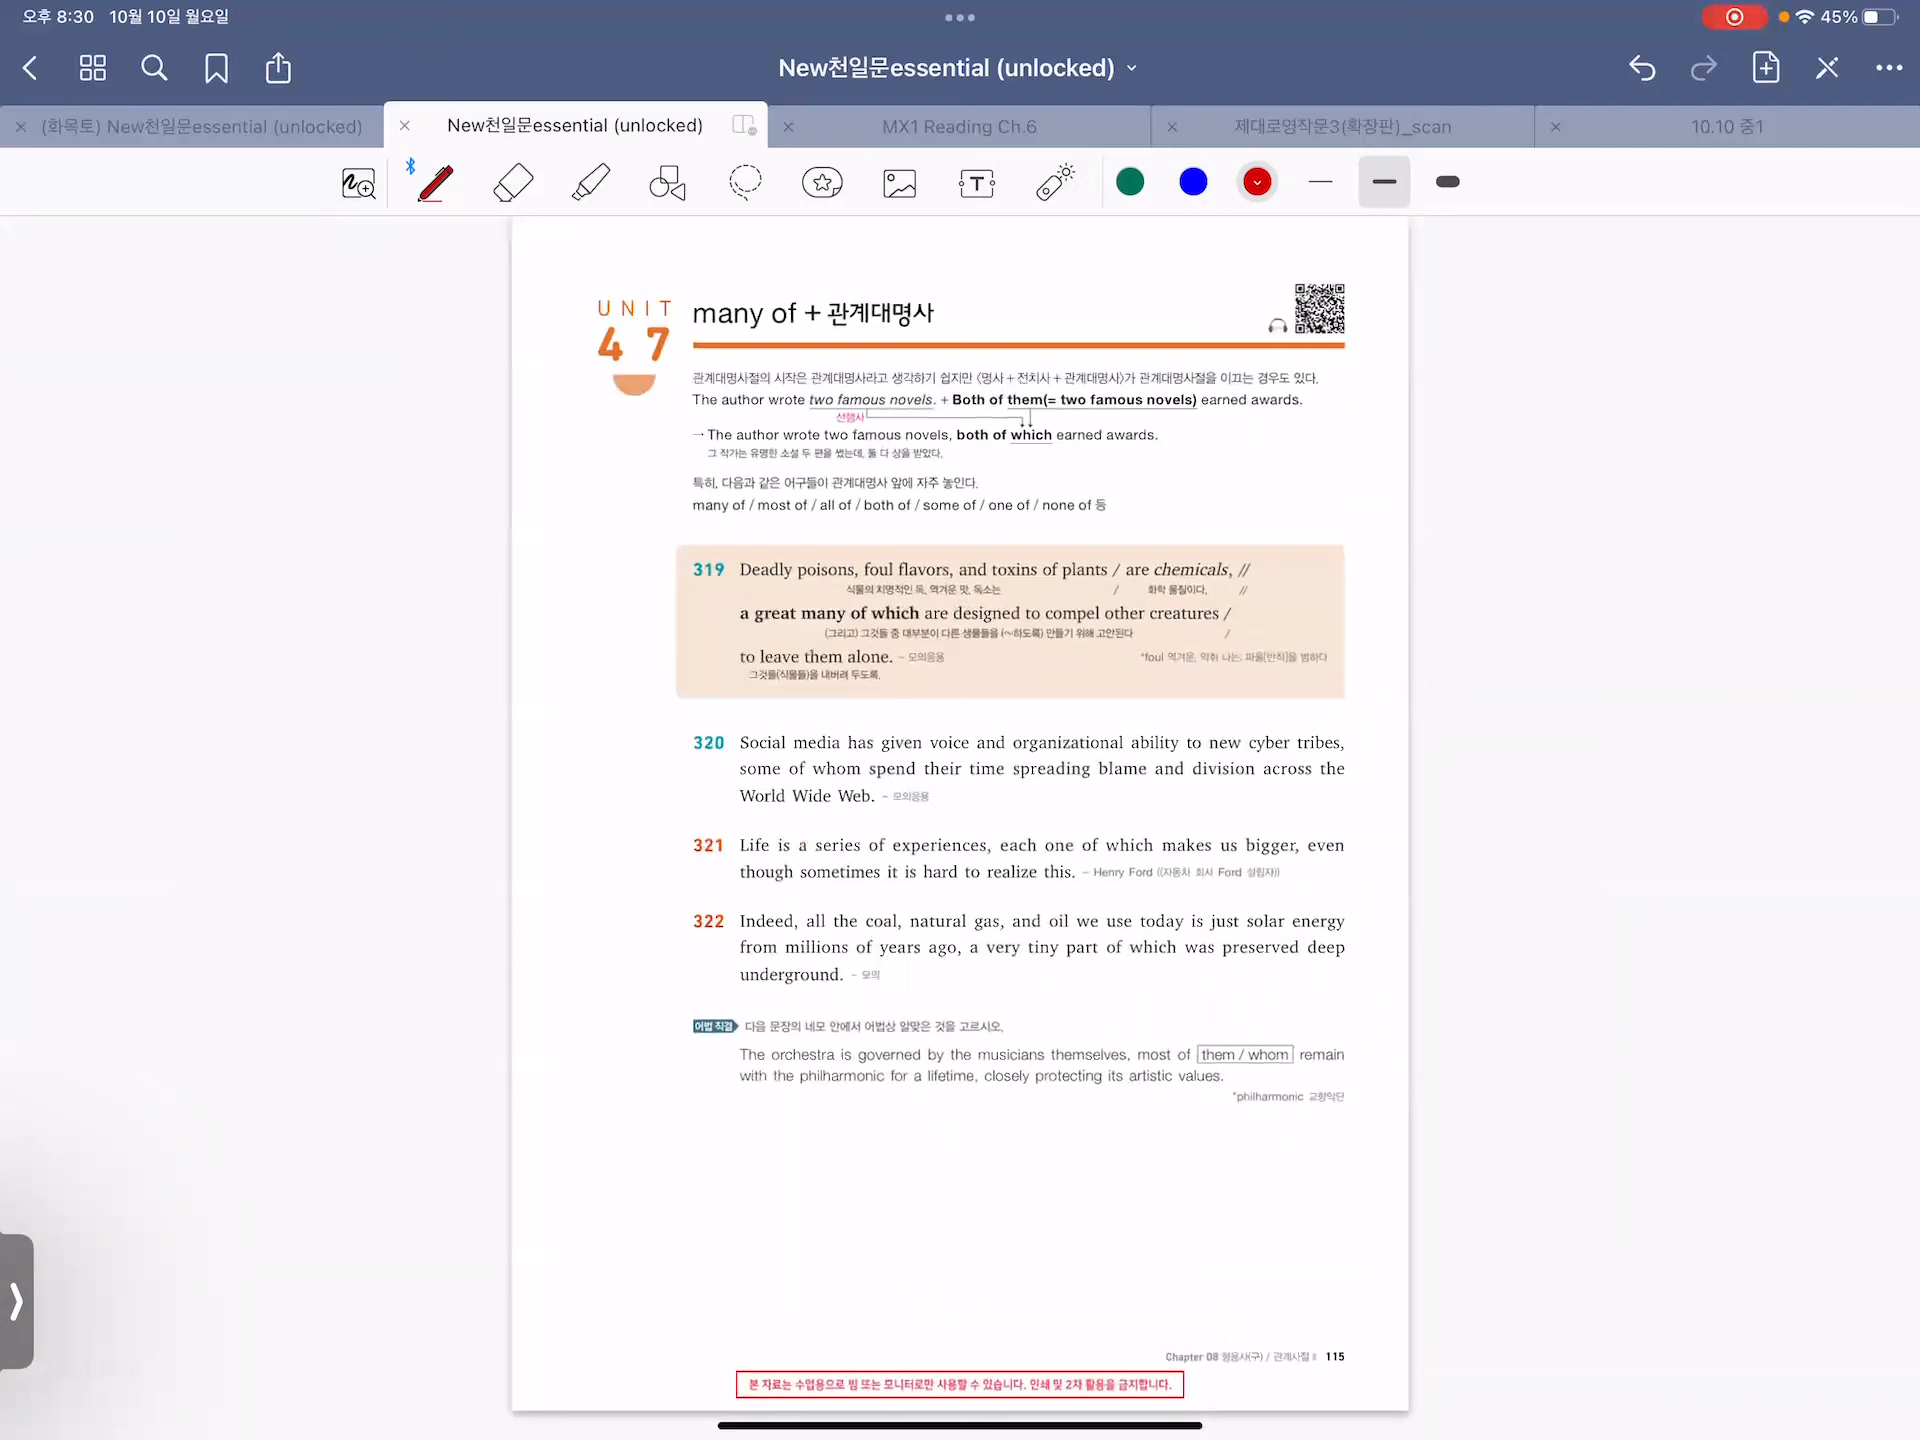 오후 8:30 10월 10일 월요일
45%
New천일문essential (unlocked)
(화목토) New천일문essential (unlocked)
New천일문essential (unlocked)
MX1 Reading Ch.6
제대로영작문3(확장판)_scan
10.10 중1
UNIT
47
many of + 관계대명사
관계대명사절의 시작은 관계대명사라고 생각하기 쉽지만 〈명사 + 전치사 + 관계대명사〉가 관계대명사절을 이끄는 경우도 있다.
The author wrote two famous novels. + Both of them(= two famous novels) earned awards.
선행사
→ The author wrote two famous novels, both of which earned awards.
그 작가는 유명한 소설 두 편을 썼는데, 둘 다 상을 받았다.
특히, 다음과 같은 어구들이 관계대명사 앞에 자주 놓인다.
many of / most of / all of / both of / some of / one of / none of 등
319 Deadly poisons, foul flavors, and toxins of plants / are chemicals, //
식물의 치명적인 독, 역겨운 맛, 독소는 / 화학 물질이다, //
a great many of which are designed to compel other creatures /
(그리고) 그것들 중 대부분이 다른 생물들을 (~하도록) 만들기 위해 고안된다 /
to leave them alone. – 모의응용 *foul 역겨운, 악취 나는; 파울[반칙]을 범하다
그것들(식물들)을 내버려 두도록.
320 Social media has given voice and organizational ability to new cyber tribes,
some of whom spend their time spreading blame and division across the
World Wide Web. – 모의응용
321 Life is a series of experiences, each one of which makes us bigger, even
though sometimes it is hard to realize this. – Henry Ford ((자동차 회사 Ford 설립자))
322 Indeed, all the coal, natural gas, and oil we use today is just solar energy
from millions of years ago, a very tiny part of which was preserved deep
underground. – 모의
어법 직결 다음 문장의 네모 안에서 어법상 알맞은 것을 고르시오.
The orchestra is governed by the musicians themselves, most of them / whom remain
with the philharmonic for a lifetime, closely protecting its artistic values.
*philharmonic 교향악단
Chapter 08 형용사(구) / 관계사절 Ⅱ 115
본 자료는 수업용으로 빔 또는 모니터로만 사용할 수 있습니다. 인쇄 및 2차 활용을 금지합니다.